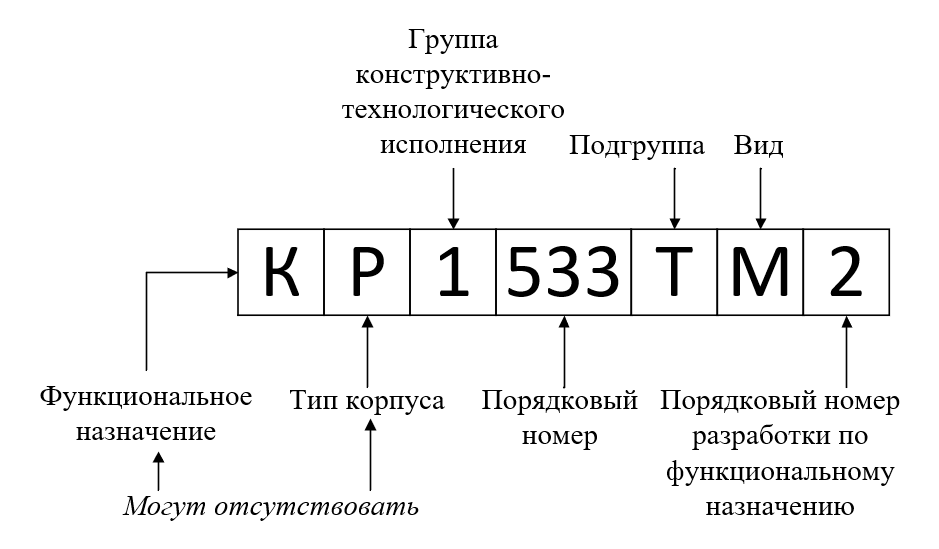 Группа
конструктивно-
технологического
исполнения
Подгруппа
Вид
К Р 1 533 Т М 2
Функциональное
назначение
Тип корпуса
Порядковый
номер
Порядковый номер
разработки по
функциональному
назначению
Могут отсутствовать